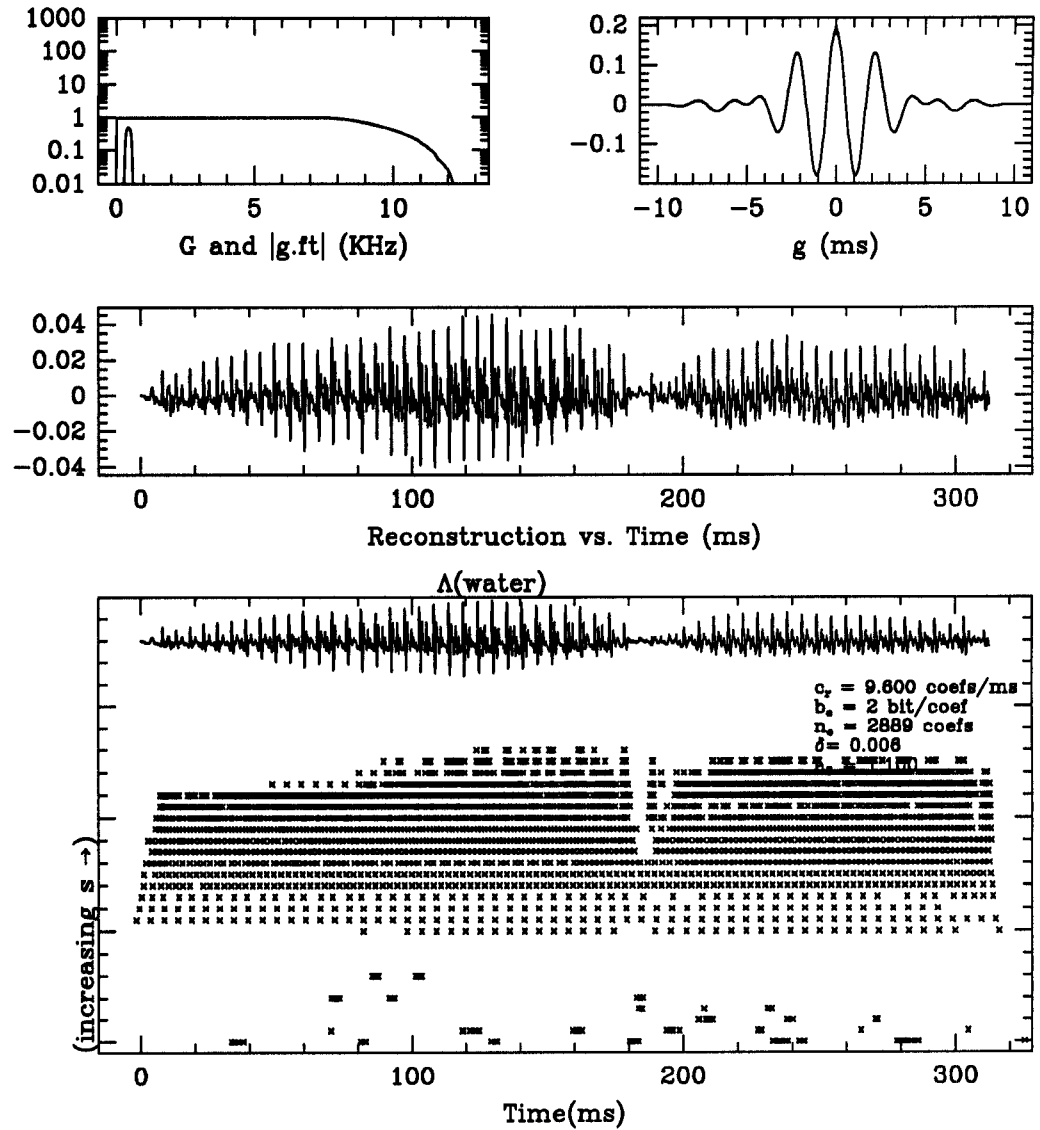 1000
100
10
1
0.1
0.01
0 5 10
G and |g.ft| (KHz)
0.2
0.1
0
−0.1
−10 −5 0 5 10
g (ms)
0.04
0.02
0
−0.02
−0.04
0 100 200 300
Reconstruction vs. Time (ms)
Λ(water)
c_r = 9.600 coefs/ms
= 2 bit/coef
= 2889 coefs
δ= 0.006
(increasing s →)
0 100 200 300
Time(ms)